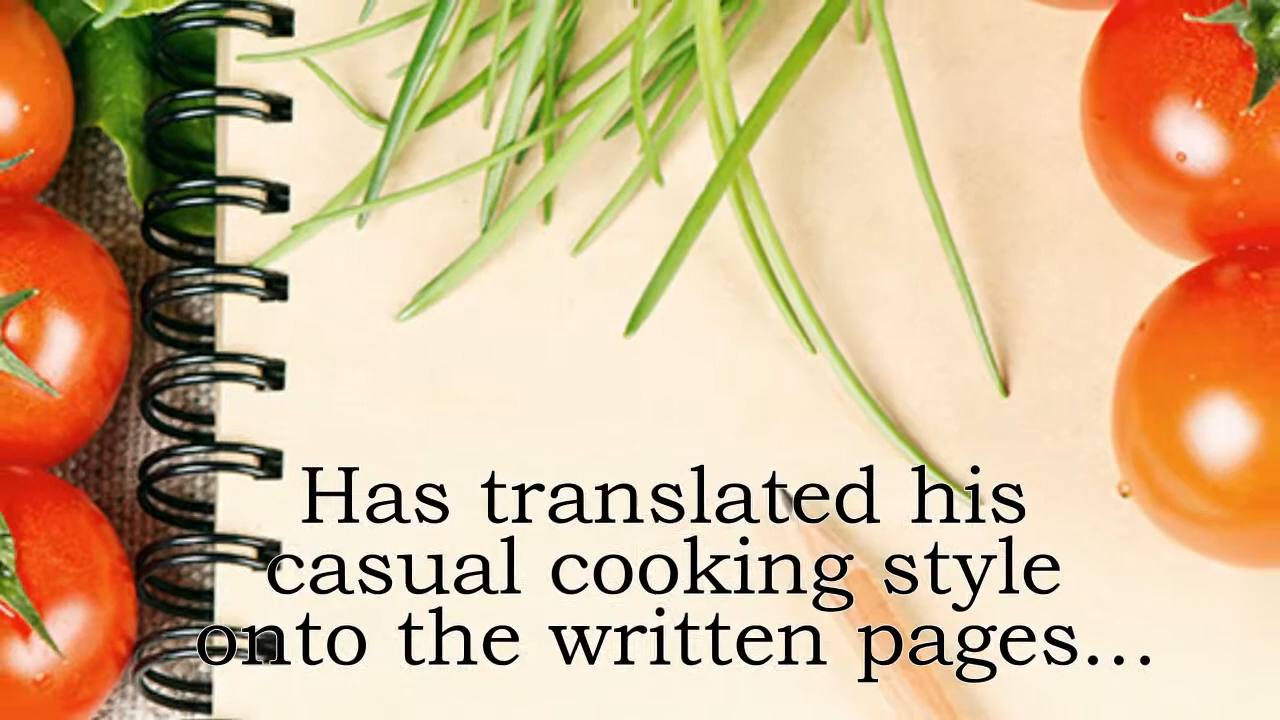 Has translated his
casual cooking style
onto the written pages...